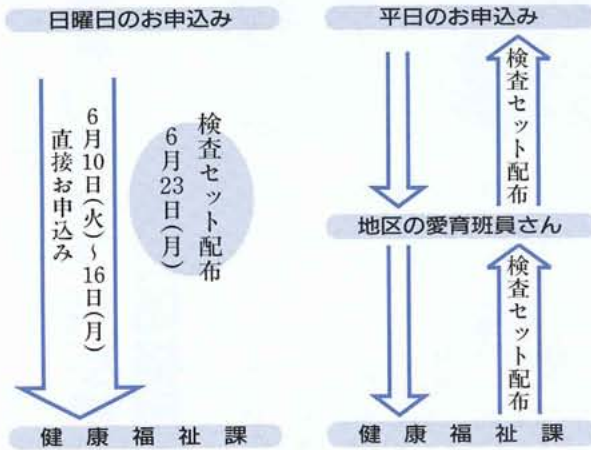 日曜日のお申込み
6月10日(火)~16日(月)
直接お申込み
検査セット配布
6月23日(月)
健康福祉課
平日のお申込み
検査セット配布
地区の愛育班員さん
検査セット配布
健康福祉課